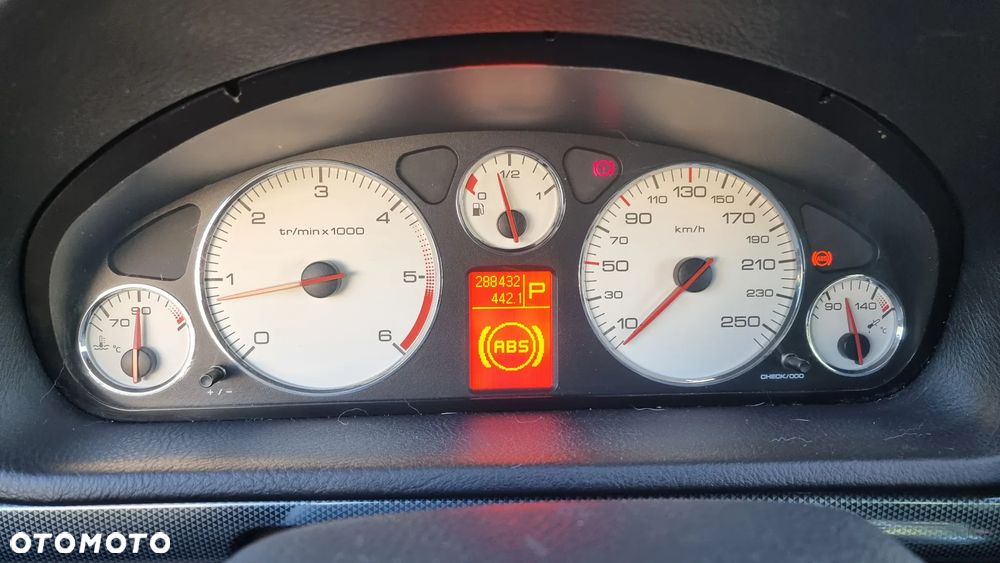 0 1 2 3 4 5 6
tr/min x 1000
+ / -
70 90
°C
0 1/2 1
288432 P
442.1
ABS
10 30 50 70 90 110 130 150 170 190 210 230 250
km/h
CHECK/000
ABS
90 140
°C
OTOMOTO